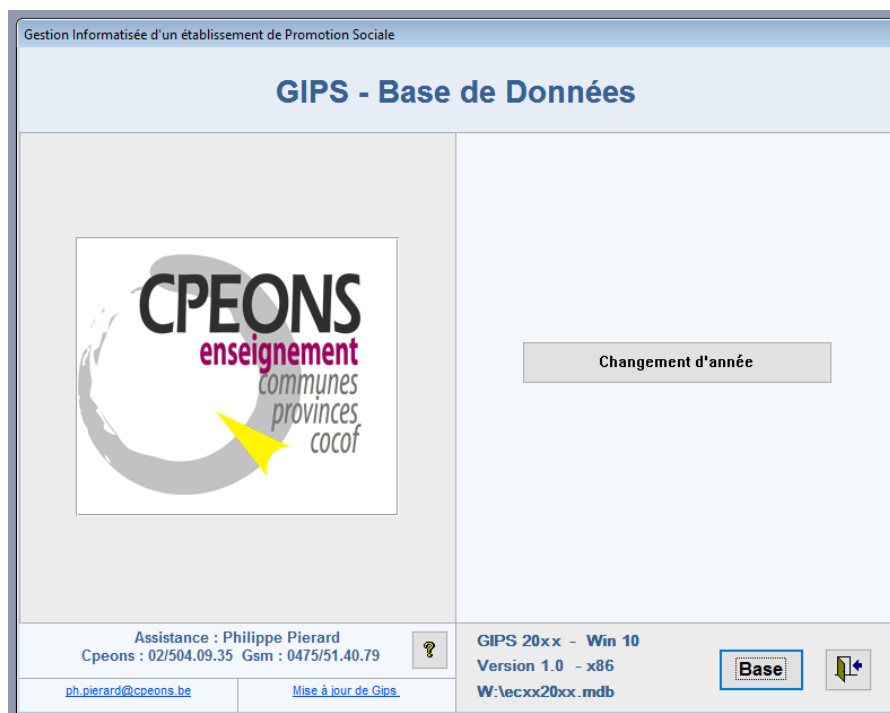 Gestion Informatisée d'un établissement de Promotion Sociale
GIPS - Base de Données
CPEONS
enseignement
communes
provinces
cocof
Changement d'année
Assistance : Philippe Pierard
Cpeons : 02/504.09.35 Gsm : 0475/51.40.79
?
ph.pierard@cpeons.be
Mise à jour de Gips
GIPS 20xx - Win 10
Version 1.0 - x86
W:\ecxx20xx.mdb
Base